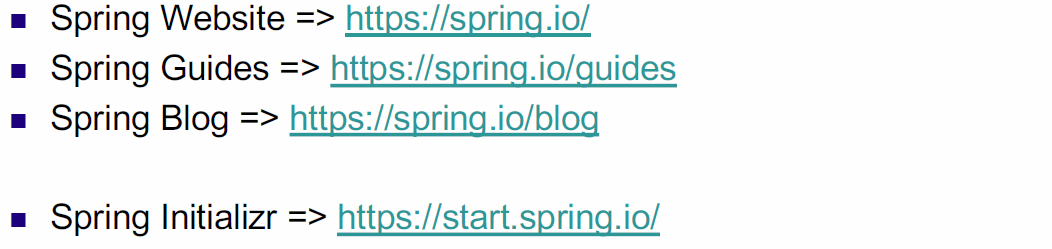 ▪ Spring Website => https://spring.io/
▪ Spring Guides => https://spring.io/guides
▪ Spring Blog => https://spring.io/blog
▪ Spring Initializr => https://start.spring.io/